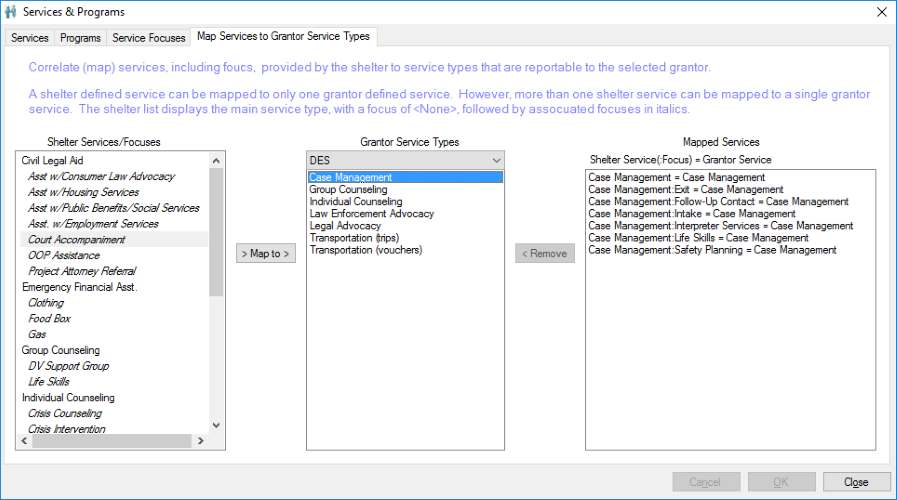 Services & Programs
Services
Programs
Service Focuses
Map Services to Grantor Service Types
Correlate (map) services, including foucs, provided by the shelter to service types that are reportable to the selected grantor.
A shelter defined service can be mapped to only one grantor defined service. However, more than one shelter service can be mapped to a single grantor
service. The shelter list displays the main service type, with a focus of <None>, followed by assocuated focuses in italics.
Shelter Services/Focuses
Civil Legal Aid
Asst w/Consumer Law Advocacy
Asst w/Housing Services
Asst w/Public Benefits/Social Services
Asst. w/Employment Services
Court Accompaniment
OOP Assistance
Project Attorney Referral
Emergency Financial Asst.
Clothing
Food Box
Gas
Group Counseling
DV Support Group
Life Skills
Individual Counseling
Crisis Counseling
Crisis Intervention
> Map to >
Grantor Service Types
DES
Case Management
Group Counseling
Individual Counseling
Law Enforcement Advocacy
Legal Advocacy
Transportation (trips)
Transportation (vouchers)
< Remove
Mapped Services
Shelter Service(:Focus) = Grantor Service
Case Management = Case Management
Case Management:Exit = Case Management
Case Management:Follow-Up Contact = Case Management
Case Management:Intake = Case Management
Case Management:Interpreter Services = Case Management
Case Management:Life Skills = Case Management
Case Management:Safety Planning = Case Management
Cancel
OK
Close